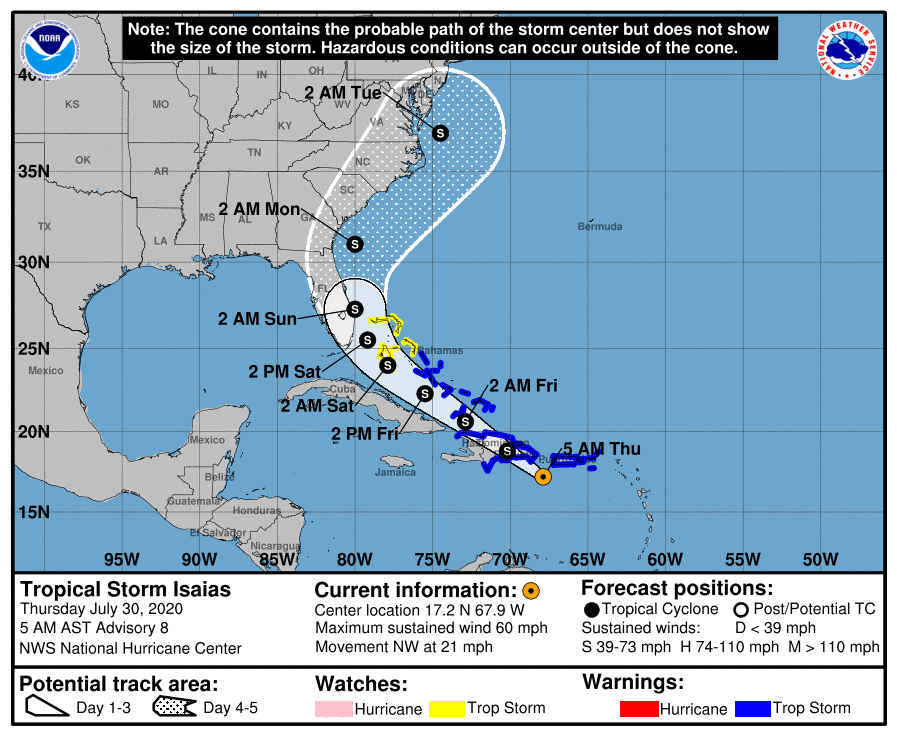 Note: The cone contains the probable path of the storm center but does not show
the size of the storm. Hazardous conditions can occur outside of the cone.
NOAA
NATIONAL WEATHER SERVICE
40
35N
30N
25N
20N
15N
95W
90W
85W
80W
75W
70W
65W
60W
55W
50W
IL
IN
OH
PA
KS
MO
WV
KY
VA
OK
AR
TN
NC
SC
TX
MS
AL
GA
LA
FL
Bermuda
Mexico
Bahamas
Cuba
Mexico
Jamaica
Belize
Guatemala
Honduras
El Salvador
Nicaragua
2 AM Tue
2 AM Mon
2 AM Sun
2 PM Sat
2 AM Sat
2 PM Fri
2 AM Fri
5 AM Thu
S
S
S
S
S
S
S
S
Tropical Storm Isaias
Thursday July 30, 2020
5 AM AST Advisory 8
NWS National Hurricane Center
Current information:
Center location 17.2 N 67.9 W
Maximum sustained wind 60 mph
Movement NW at 21 mph
Forecast positions:
Tropical Cyclone Post/Potential TC
Sustained winds: D < 39 mph
S 39-73 mph H 74-110 mph M > 110 mph
Potential track area:
Day 1-3 Day 4-5
Watches:
Hurricane Trop Storm
Warnings:
Hurricane Trop Storm